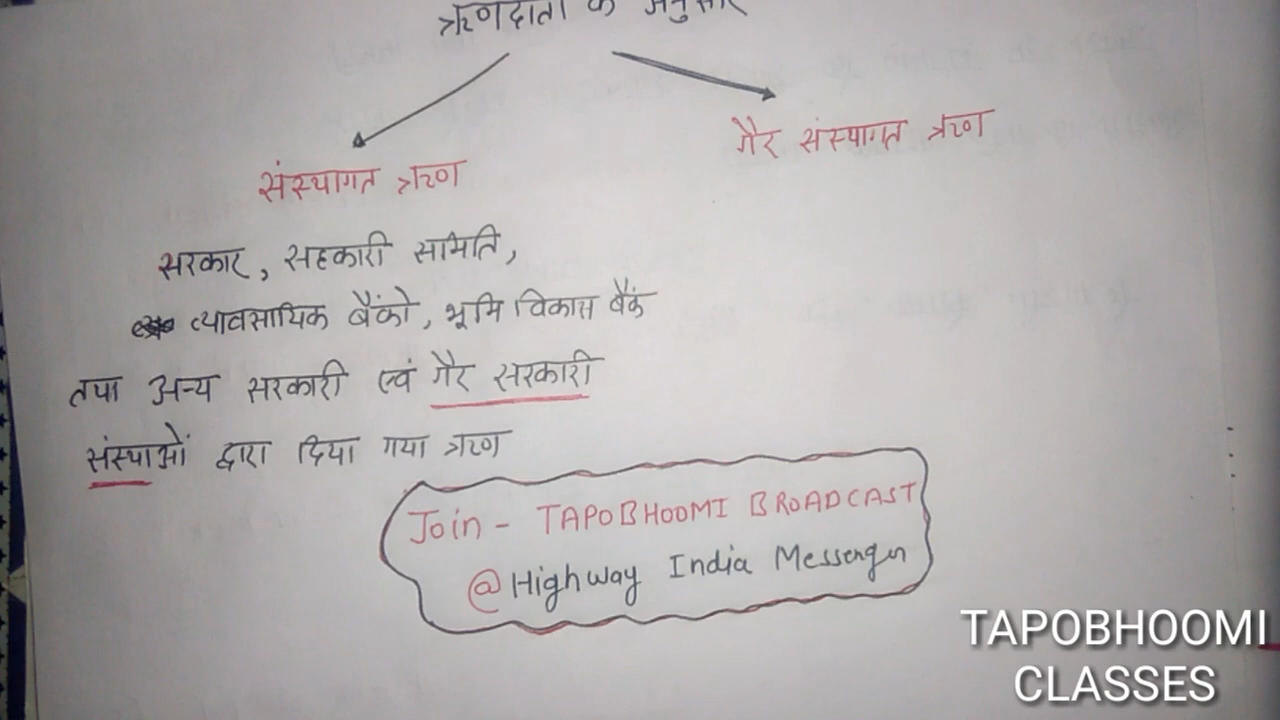 ऋणदाता के अनुसार
गैर संस्थागत ऋण
संस्थागत ऋण
सरकार, सहकारी समिति,
व्यावसायिक बैंको, भूमि विकास बैंक
तथा अन्य सरकारी एवं गैर सरकारी
संस्थाओं द्वारा दिया गया ऋण
Join - TAPOBHOOMI BROADCAST
@Highway India Messenger
TAPOBHOOMI
CLASSES